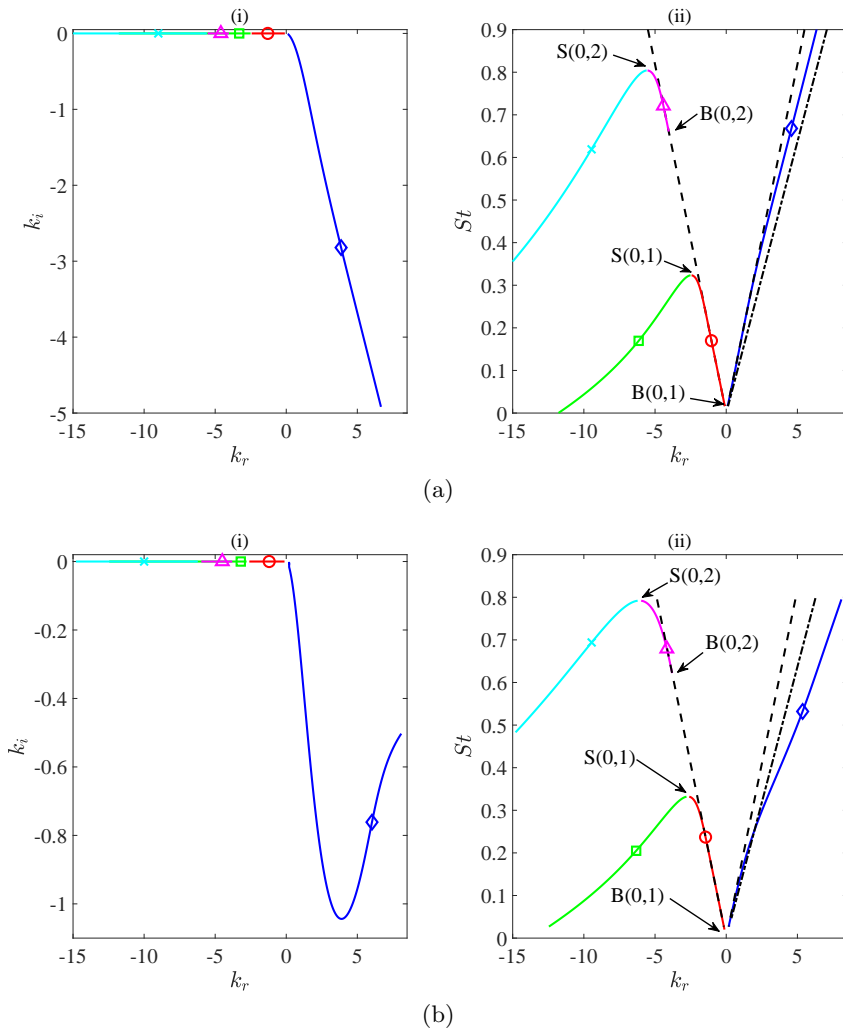 (i)
0
-1
-2
-3
-4
-5
k_i
-15
-10
-5
0
5
k_r
(ii)
0.9
0.8
0.7
0.6
0.5
0.4
0.3
0.2
0.1
0
St
S(0,2)
B(0,2)
S(0,1)
B(0,1)
-15
-10
-5
0
5
k_r
(a)
(i)
0
-0.2
-0.4
-0.6
-0.8
-1
k_i
-15
-10
-5
0
5
k_r
(ii)
0.9
0.8
0.7
0.6
0.5
0.4
0.3
0.2
0.1
0
St
S(0,2)
B(0,2)
S(0,1)
B(0,1)
-15
-10
-5
0
5
k_r
(b)